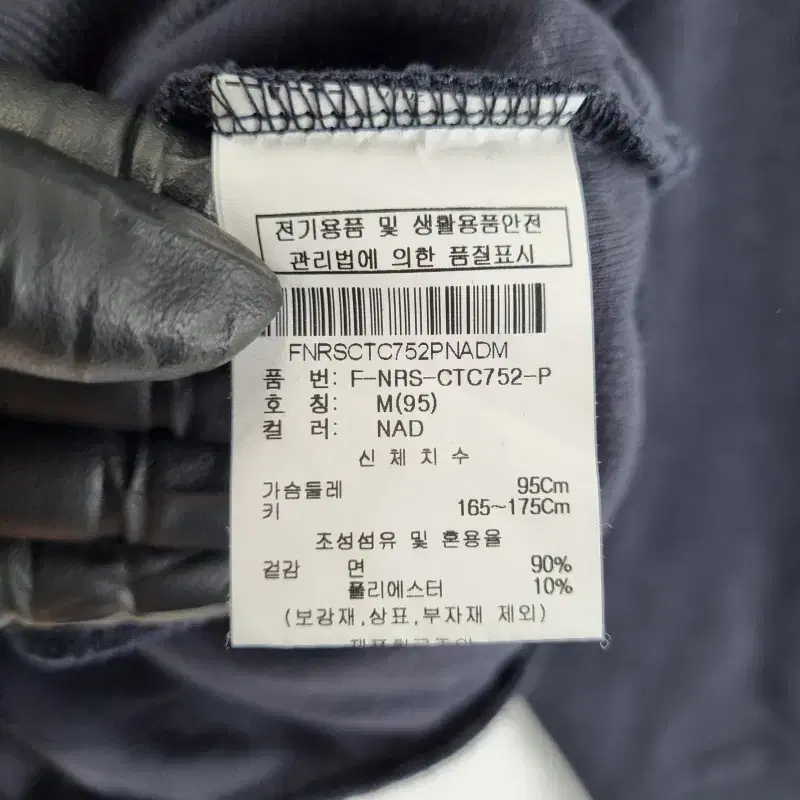 전기용품 및 생활용품안전
관리법에 의한 품질표시
FNRSCTC752PNADM
품 번: F-NRS-CTC752-P
호 칭: M(95)
컬 러: NAD
신 체 치 수
가슴둘레 95Cm
키 165~175Cm
조성섬유 및 혼용율
겉감 면 90%
폴리에스터 10%
(보강재,상표,부자재 제외)